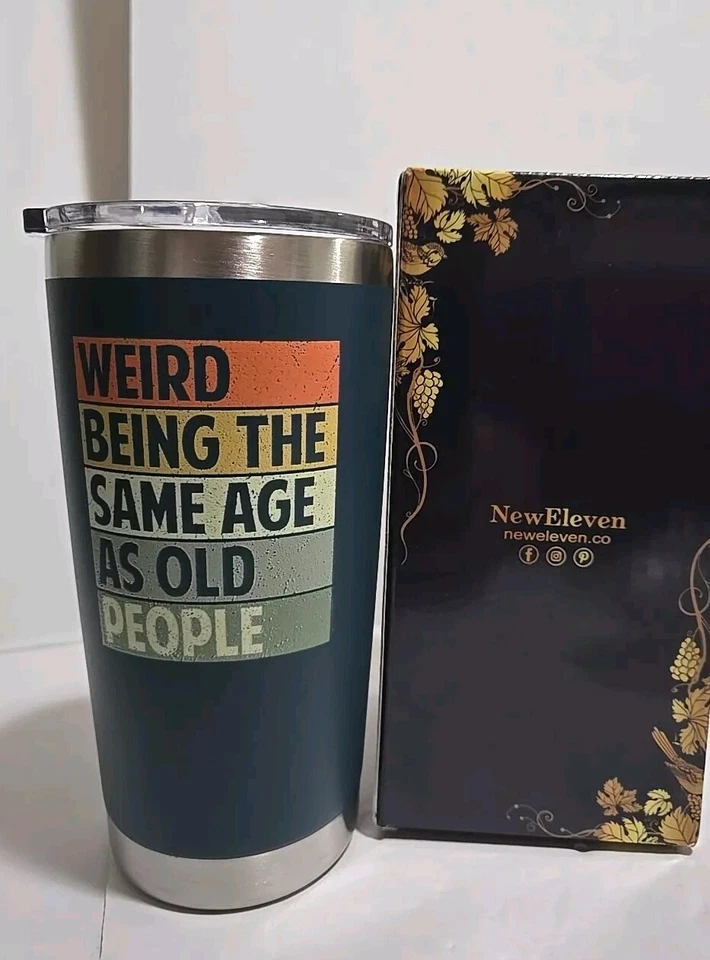 WEIRD
BEING THE
SAME AGE
AS OLD
PEOPLE
NewEleven
neweleven.co